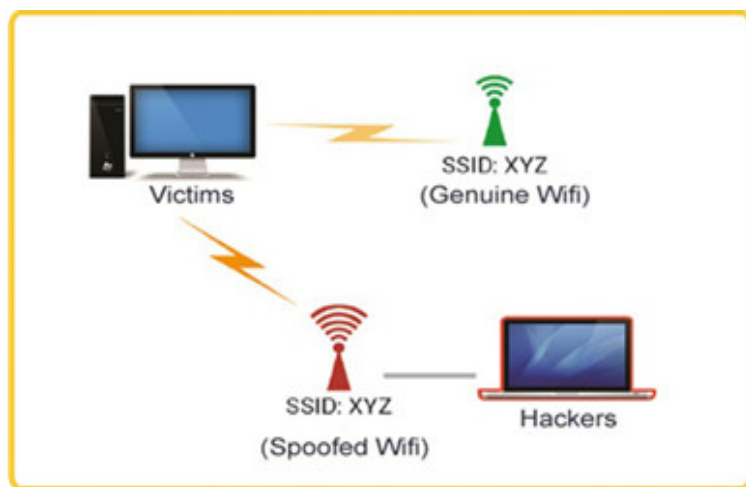 Victims
SSID: XYZ
(Genuine Wifi)
SSID: XYZ
(Spoofed Wifi)
Hackers